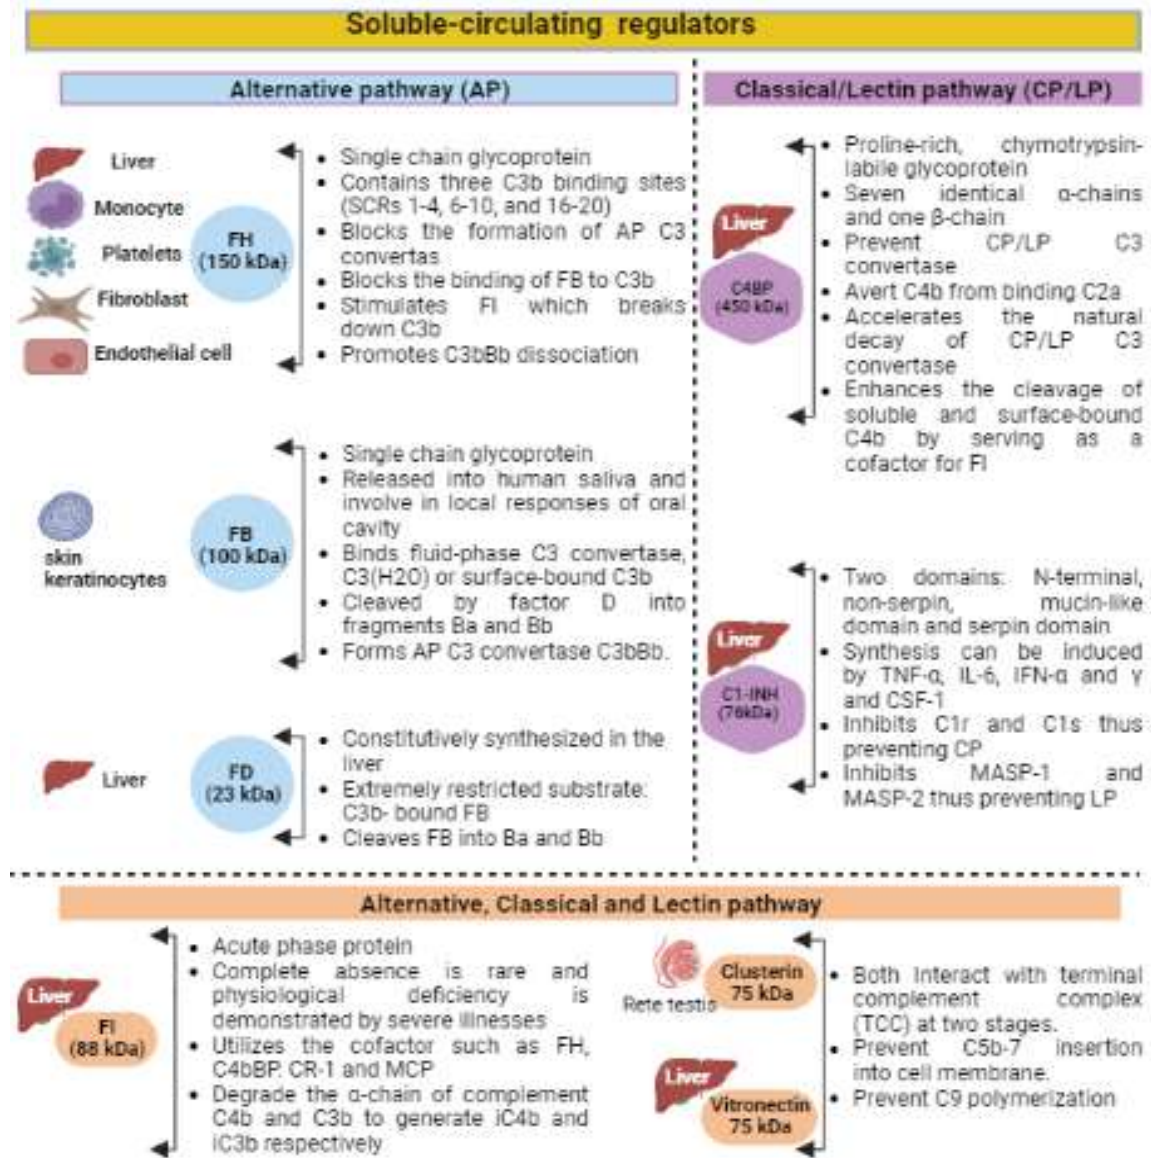 Soluble-circulating regulators
Alternative pathway (AP)
Liver
Monocyte
Platelets
Fibroblast
Endothelial cell
FH
(150 kDa)
• Single chain glycoprotein
• Contains three C3b binding sites
(SCRs 1-4, 6-10, and 16-20)
• Blocks the formation of AP C3
convertas
• Blocks the binding of FB to C3b
• Stimulates FI which breaks
down C3b
• Promotes C3bBb dissociation
skin
keratinocytes
FB
(100 kDa)
• Single chain glycoprotein
• Released into human saliva and
involve in local responses of oral
cavity
• Binds fluid-phase C3 convertase,
C3(H2O) or surface-bound C3b
• Cleaved by factor D into
fragments Ba and Bb
• Forms AP C3 convertase C3bBb.
Liver
FD
(23 kDa)
• Constitutively synthesized in the
liver
• Extremely restricted substrate:
C3b- bound FB
• Cleaves FB into Ba and Bb
Classical/Lectin pathway (CP/LP)
Liver
C4BP
(450 kDa)
• Proline-rich, chymotrypsin-
labile glycoprotein
• Seven identical α-chains
and one β-chain
• Prevent CP/LP C3
convertase
• Avert C4b from binding C2a
• Accelerates the natural
decay of CP/LP C3
convertase
• Enhances the cleavage of
soluble and surface-bound
C4b by serving as a
cofactor for FI
Liver
C1-INH
(76kDa)
• Two domains: N-terminal,
non-serpin, mucin-like
domain and serpin domain
• Synthesis can be induced
by TNF-α, IL-6, IFN-α and γ
and CSF-1
• Inhibits C1r and C1s thus
preventing CP
• Inhibits MASP-1 and
MASP-2 thus preventing LP
Alternative, Classical and Lectin pathway
Liver
FI
(88 kDa)
• Acute phase protein
• Complete absence is rare and
physiological deficiency is
demonstrated by severe illnesses
• Utilizes the cofactor such as FH,
C4bBP. CR-1 and MCP
• Degrade the α-chain of complement
C4b and C3b to generate iC4b and
iC3b respectively
Rete testis
Clusterin
75 kDa
Liver
Vitronectin
75 kDa
• Both Interact with terminal
complement complex
(TCC) at two stages.
• Prevent C5b-7 insertion
into cell membrane.
• Prevent C9 polymerization